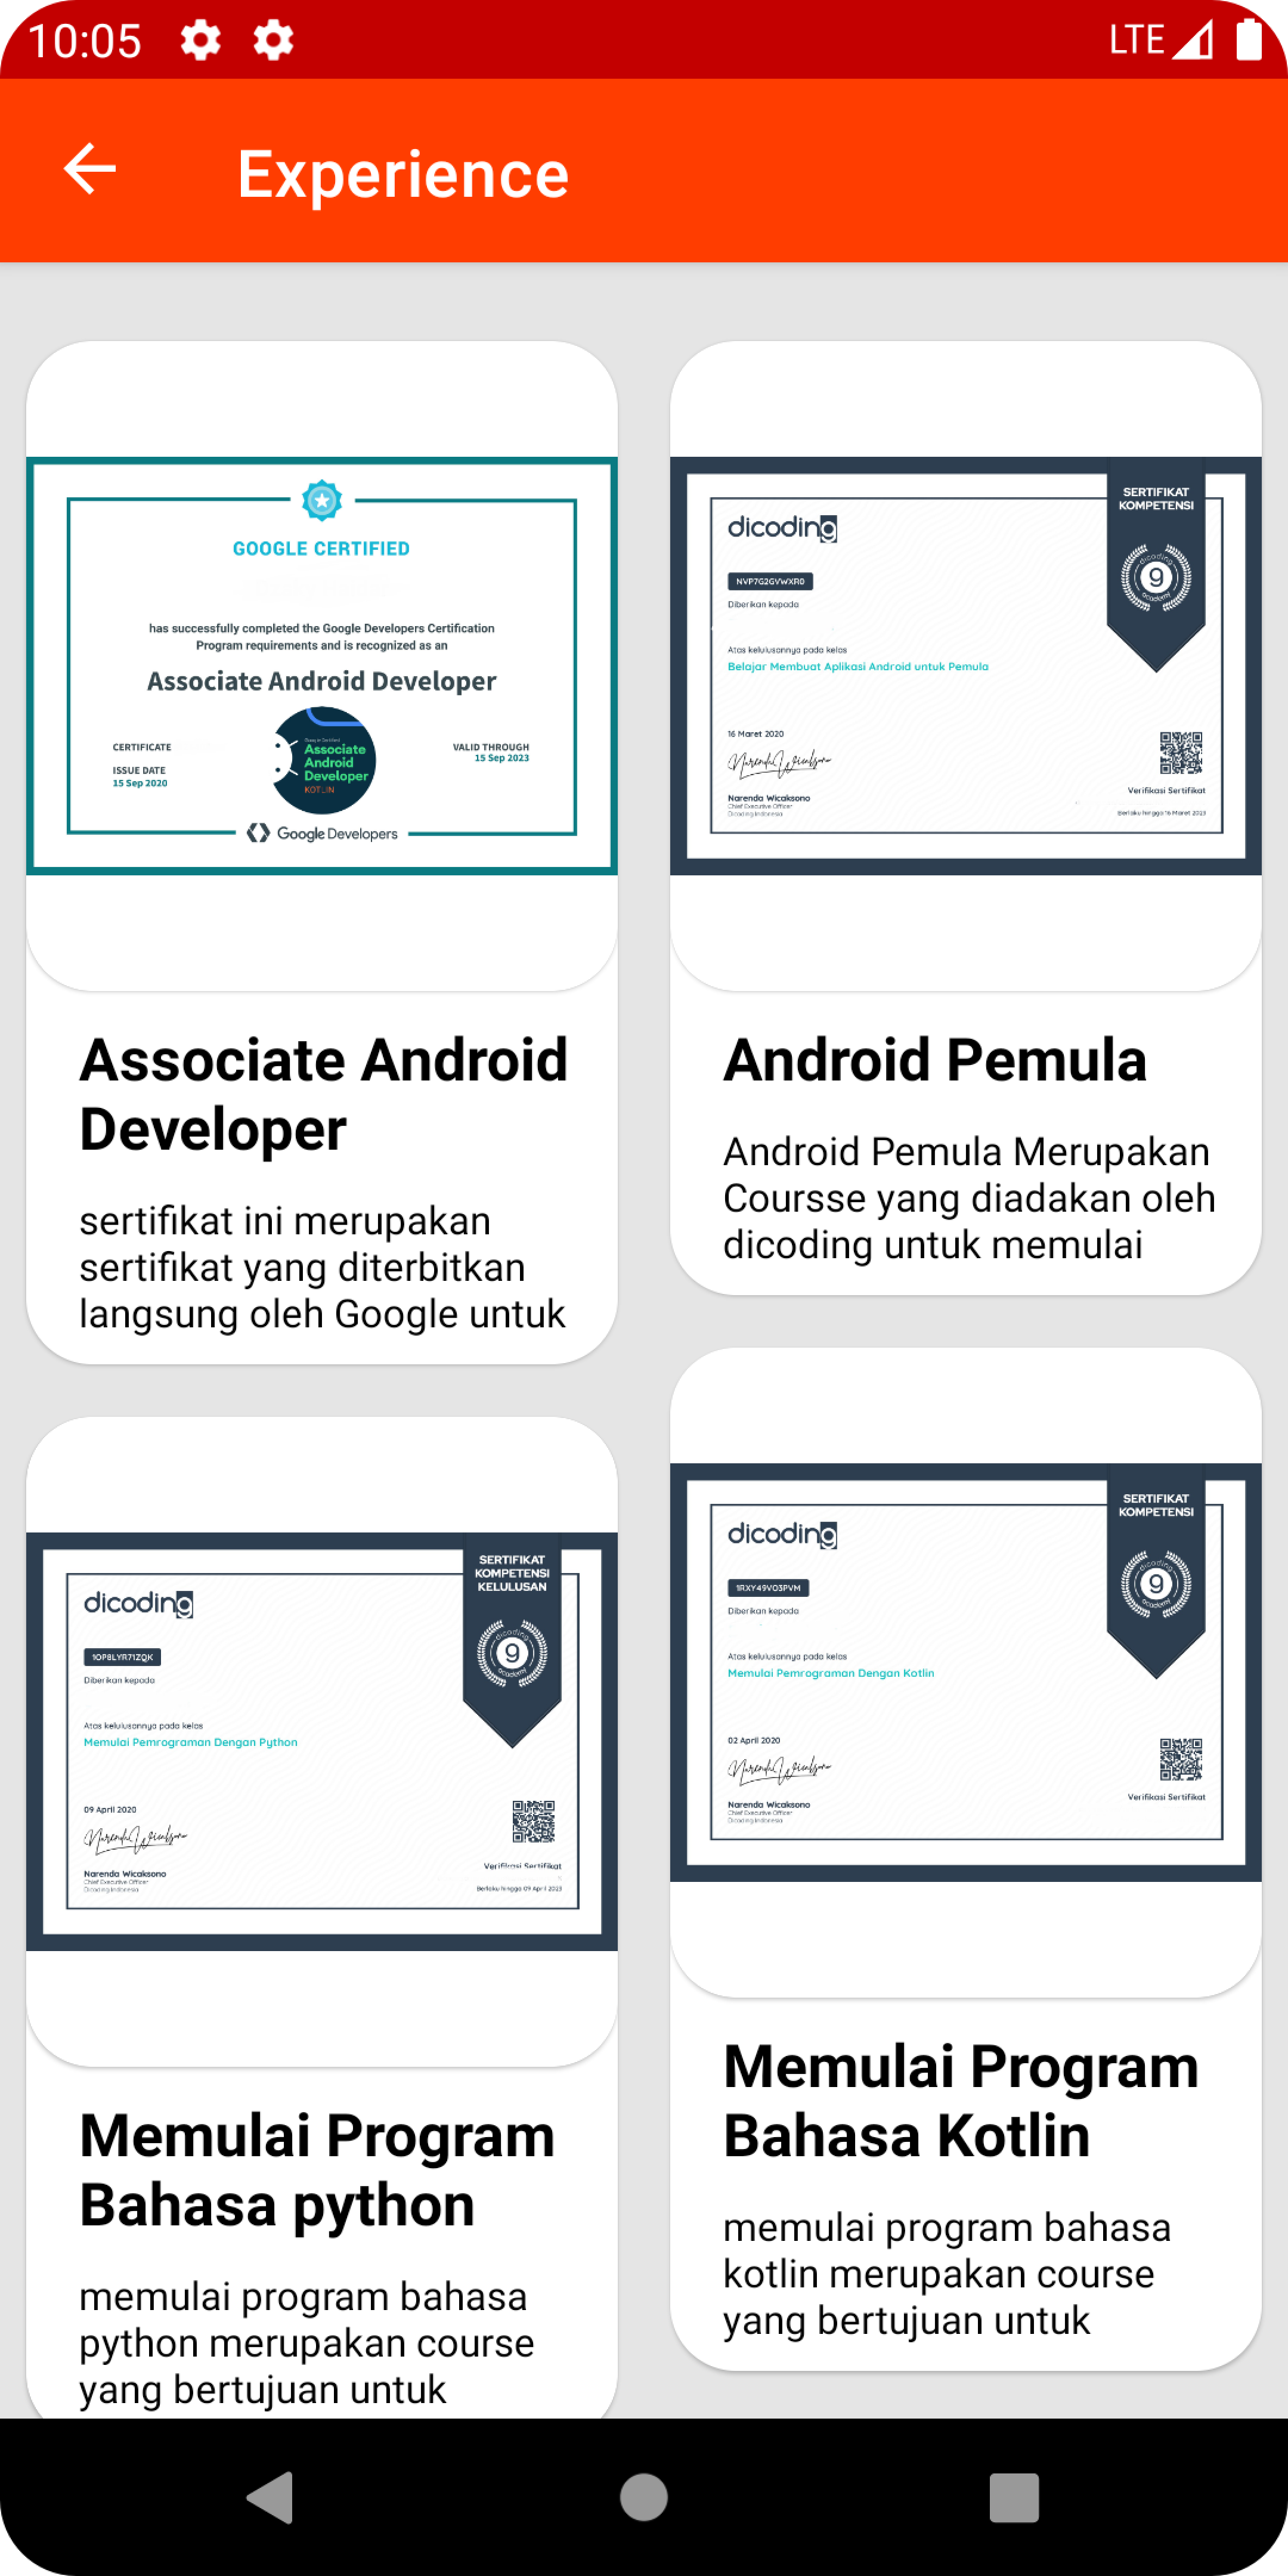 10:05
LTE
Experience
GOOGLE CERTIFIED
has successfully completed the Google Developers Certification
Program requirements and is recognized as an
Associate Android Developer
CERTIFICATE
ISSUE DATE
15 Sep 2020
Associate
Android
Developer
KOTLIN
VALID THROUGH
15 Sep 2023
Google Developers
Associate Android
Developer
sertifikat ini merupakan
sertifikat yang diterbitkan
langsung oleh Google untuk
dicoding
SERTIFIKAT
KOMPETENSI
dicoding
9
academy
NVP7G2GVWXR0
Diberikan kepada
Atas kelulusannya pada kelas
Belajar Membuat Aplikasi Android untuk Pemula
16 Maret 2020
Narenda Wicaksono
Chief Executive Officer
Dicoding Indonesia
Verifikasi Sertifikat
Berlaku hingga 16 Maret 2023
Android Pemula
Android Pemula Merupakan
Coursse yang diadakan oleh
dicoding untuk memulai
dicoding
SERTIFIKAT
KOMPETENSI
KELULUSAN
dicoding
9
academy
1OP8LYR71ZQK
Diberikan kepada
Atas kelulusannya pada kelas
Memulai Pemrograman Dengan Python
09 April 2020
Narenda Wicaksono
Chief Executive Officer
Dicoding Indonesia
Verifikasi Sertifikat
Berlaku hingga 09 April 2023
Memulai Program
Bahasa python
memulai program bahasa
python merupakan course
yang bertujuan untuk
dicoding
SERTIFIKAT
KOMPETENSI
dicoding
9
academy
1RXY49VO3PVM
Diberikan kepada
Atas kelulusannya pada kelas
Memulai Pemrograman Dengan Kotlin
02 April 2020
Narenda Wicaksono
Chief Executive Officer
Dicoding Indonesia
Verifikasi Sertifikat
Memulai Program
Bahasa Kotlin
memulai program bahasa
kotlin merupakan course
yang bertujuan untuk